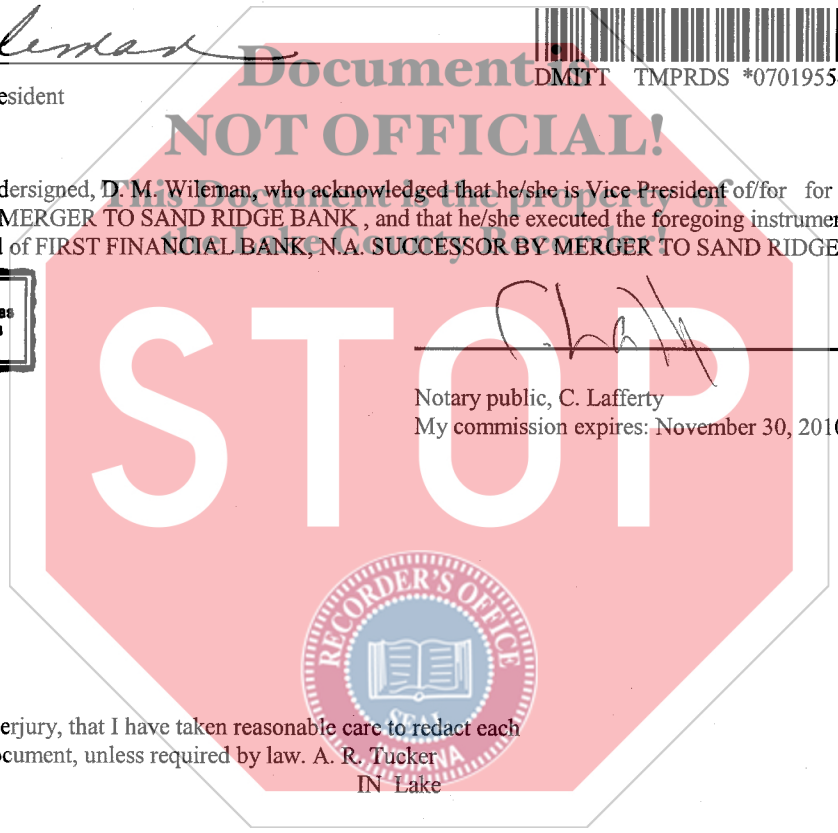 Document is
DMITT TMPRDS *0701955
esident
NOT OFFICIAL!
This Document is the property of
the Lake County Recorder!
dersigned, D. M. Wileman, who acknowledged that he/she is Vice President of/for for
MERGER TO SAND RIDGE BANK , and that he/she executed the foregoing instrumen
l of FIRST FINANCIAL BANK, N.A. SUCCESSOR BY MERGER TO SAND RIDGE
STOP
Notary public, C. Lafferty
My commission expires: November 30, 2010
RECORDER'S OFFICE
SEAL
INDIANA
erjury, that I have taken reasonable care to redact each
ocument, unless required by law. A. R. Tucker
IN Lake